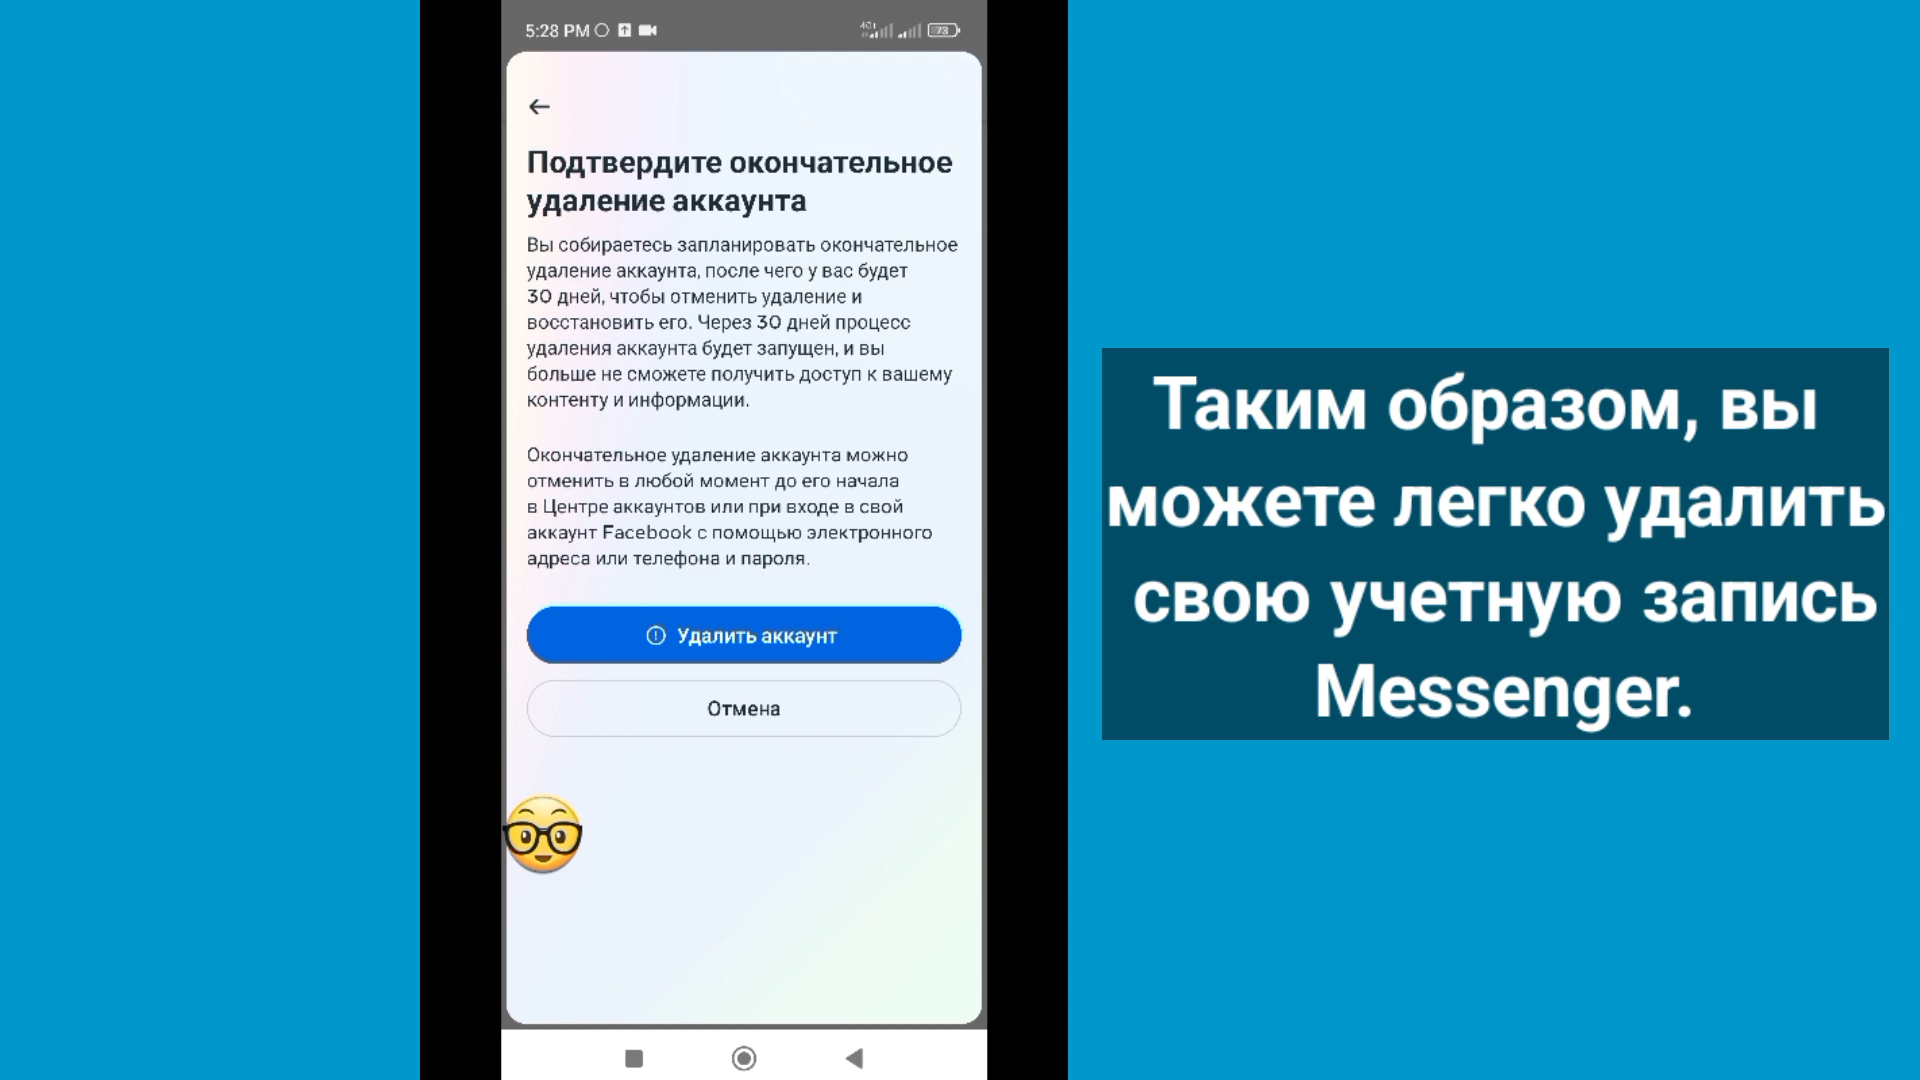 5:28 PM
4G
73
Подтвердите окончательное
удаление аккаунта
Вы собираетесь запланировать окончательное
удаление аккаунта, после чего у вас будет
30 дней, чтобы отменить удаление и
восстановить его. Через 30 дней процесс
удаления аккаунта будет запущен, и вы
больше не сможете получить доступ к вашему
контенту и информации.
Окончательное удаление аккаунта можно
отменить в любой момент до его начала
в Центре аккаунтов или при входе в свой
аккаунт Facebook с помощью электронного
адреса или телефона и пароля.
Удалить аккаунт
Отмена
Таким образом, вы
можете легко удалить
свою учетную запись
Messenger.